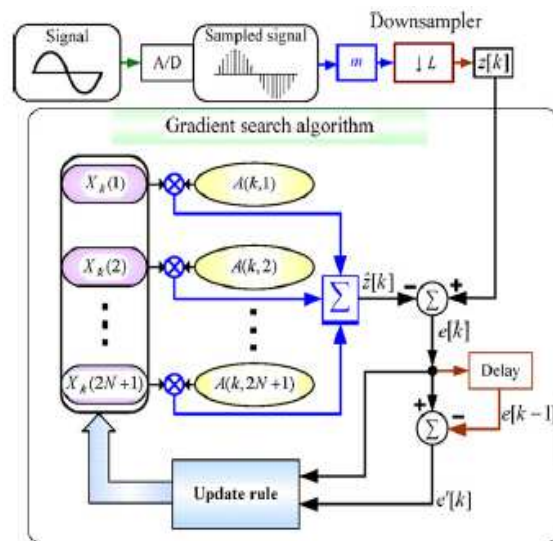 Downsampler
Signal
A/D
Sampled signal
m
↓ L
z[k]
Gradient search algorithm
X_k(1)
A(k,1)
X_k(2)
A(k,2)
Σ
ẑ[k]
Σ
e[k]
X_k(2N+1)
A(k,2N+1)
Delay
e[k−1]
Σ
Update rule
e'[k]